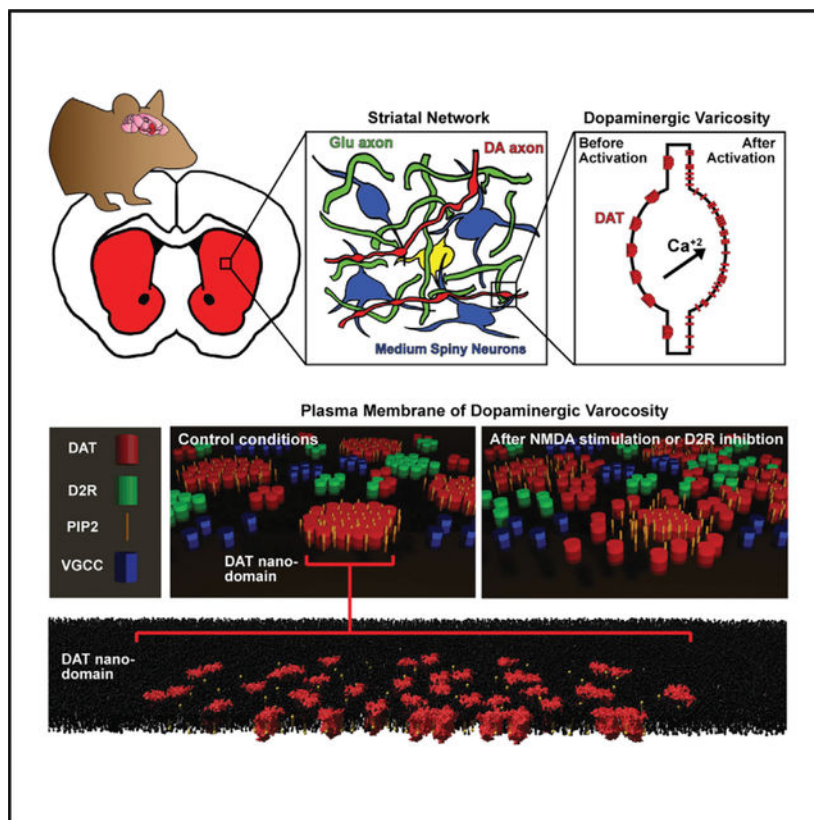 Striatal Network
Dopaminergic Varicosity
Glu axon
DA axon
Medium Spiny Neurons
Before
Activation
After
Activation
DAT
Ca+2
Plasma Membrane of Dopaminergic Varocosity
DAT
D2R
PIP2
VGCC
Control conditions
DAT nano-
domain
After NMDA stimulation or D2R inhibtion
DAT nano-
domain